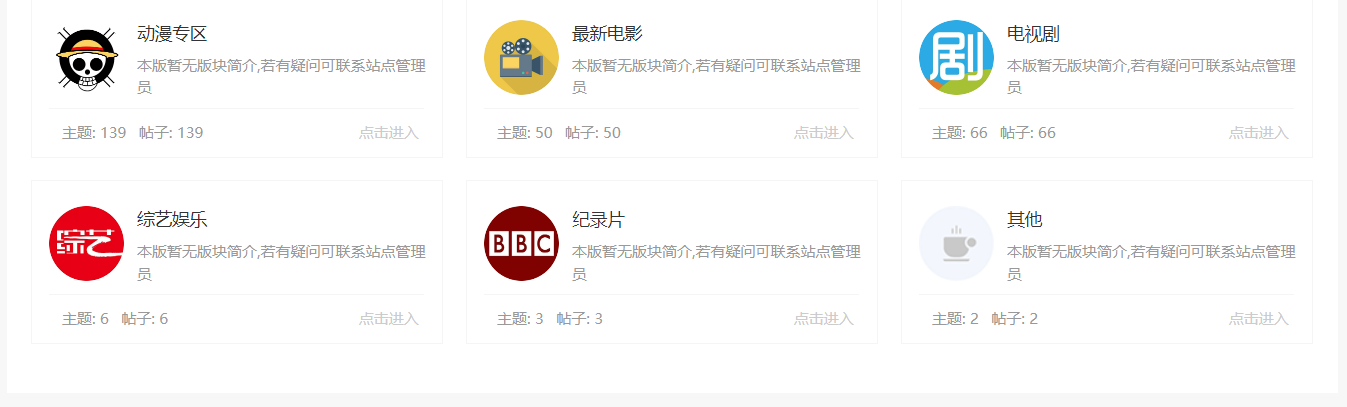 动漫专区
本版暂无版块简介,若有疑问可联系站点管理
员
主题: 139 帖子: 139 点击进入
最新电影
本版暂无版块简介,若有疑问可联系站点管理
员
主题: 50 帖子: 50 点击进入
剧
电视剧
本版暂无版块简介,若有疑问可联系站点管理
员
主题: 66 帖子: 66 点击进入
综艺
综艺娱乐
本版暂无版块简介,若有疑问可联系站点管理
员
主题: 6 帖子: 6 点击进入
BBC
纪录片
本版暂无版块简介,若有疑问可联系站点管理
员
主题: 3 帖子: 3 点击进入
其他
本版暂无版块简介,若有疑问可联系站点管理
员
主题: 2 帖子: 2 点击进入